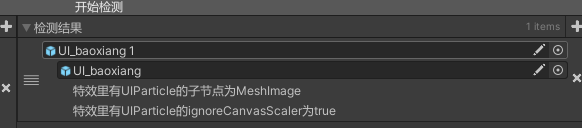 开始检测
检测结果
1 items
UI_baoxiang 1
UI_baoxiang
特效里有UIParticle的子节点为MeshImage
特效里有UIParticle的ignoreCanvasScaler为true